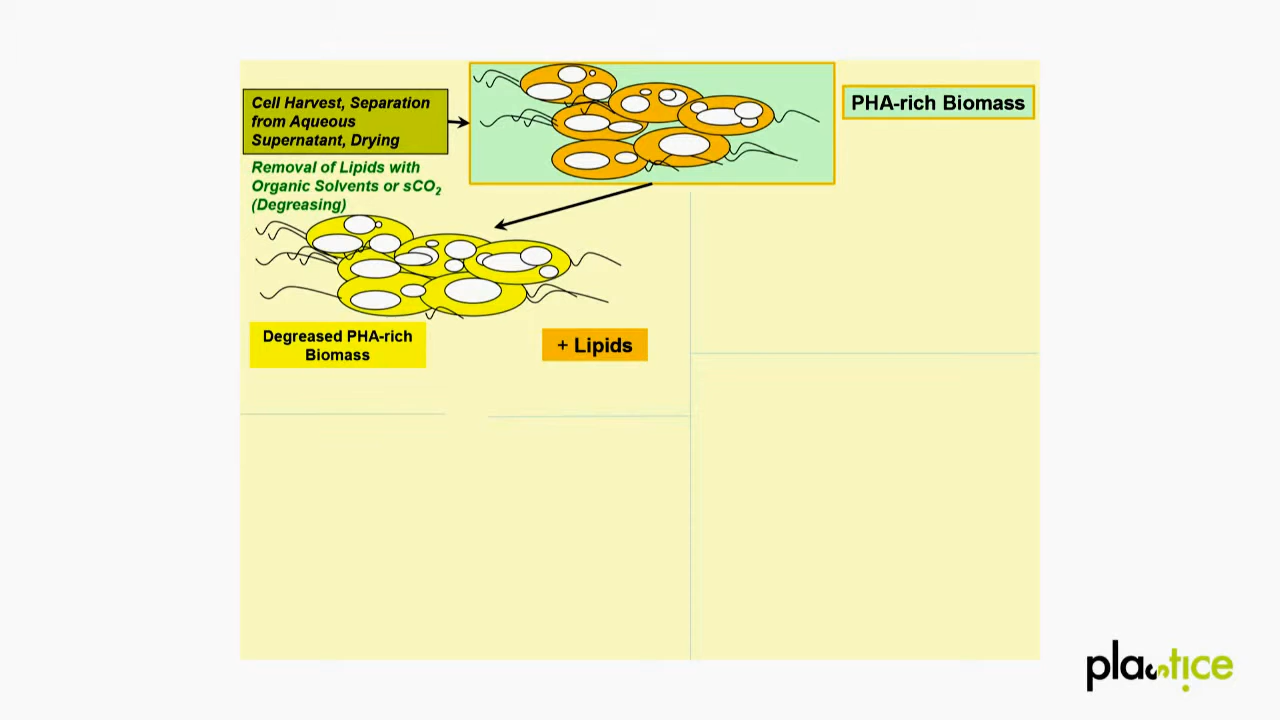 Cell Harvest, Separation
from Aqueous
Supernatant, Drying
PHA-rich Biomass
Removal of Lipids with
Organic Solvents or sCO2
(Degreasing)
Degreased PHA-rich
Biomass
+ Lipids
plastice